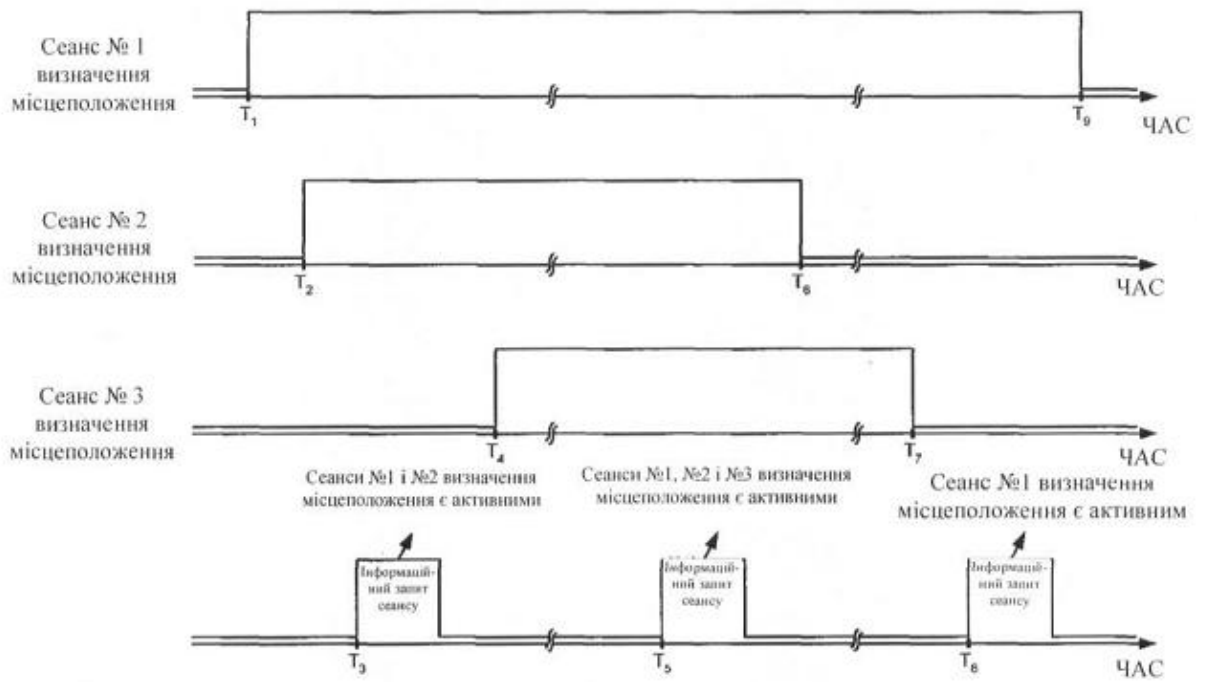 Сеанс № 1
визначення
місцеположення
T1
T9
ЧАС
Сеанс № 2
визначення
місцеположення
T2
T6
ЧАС
Сеанс № 3
визначення
місцеположення
T4
T7
ЧАС
Сеанси №1 і №2 визначення
місцеположення є активними
Сеанси №1, №2 і №3 визначення
місцеположення є активними
Сеанс №1 визначення
місцеположення є активним
Інформацій-
ний запит
сеансу
Інформацій-
ний запит
сеансу
Інформацій-
ний запит
сеансу
T3
T5
T8
ЧАС